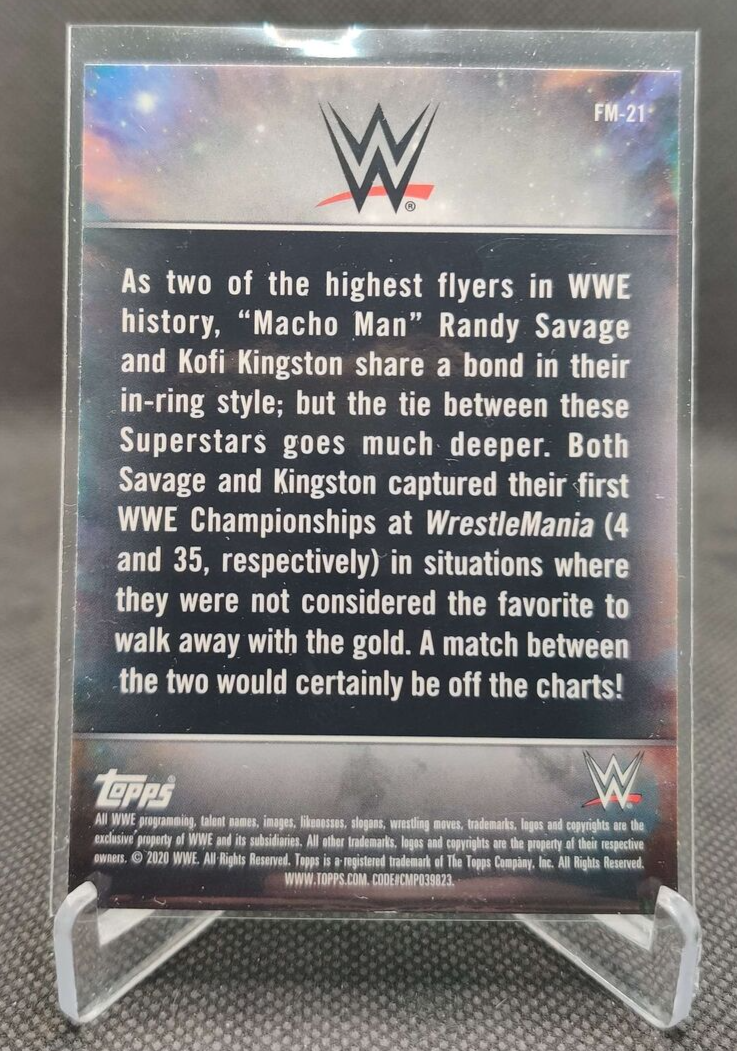 FM-21
W
®
As two of the highest flyers in WWE
history, “Macho Man” Randy Savage
and Kofi Kingston share a bond in their
in-ring style; but the tie between these
Superstars goes much deeper. Both
Savage and Kingston captured their first
WWE Championships at WrestleMania (4
and 35, respectively) in situations where
they were not considered the favorite to
walk away with the gold. A match between
the two would certainly be off the charts!
Topps®
W
All WWE programming, talent names, images, likenesses, slogans, wrestling moves, trademarks, logos and copyrights are the
exclusive property of WWE and its subsidiaries. All other trademarks, logos and copyrights are the property of their respective
owners. © 2020 WWE. All Rights Reserved. Topps is a registered trademark of The Topps Company, Inc. All Rights Reserved.
WWW.TOPPS.COM. CODE#CMP039823.